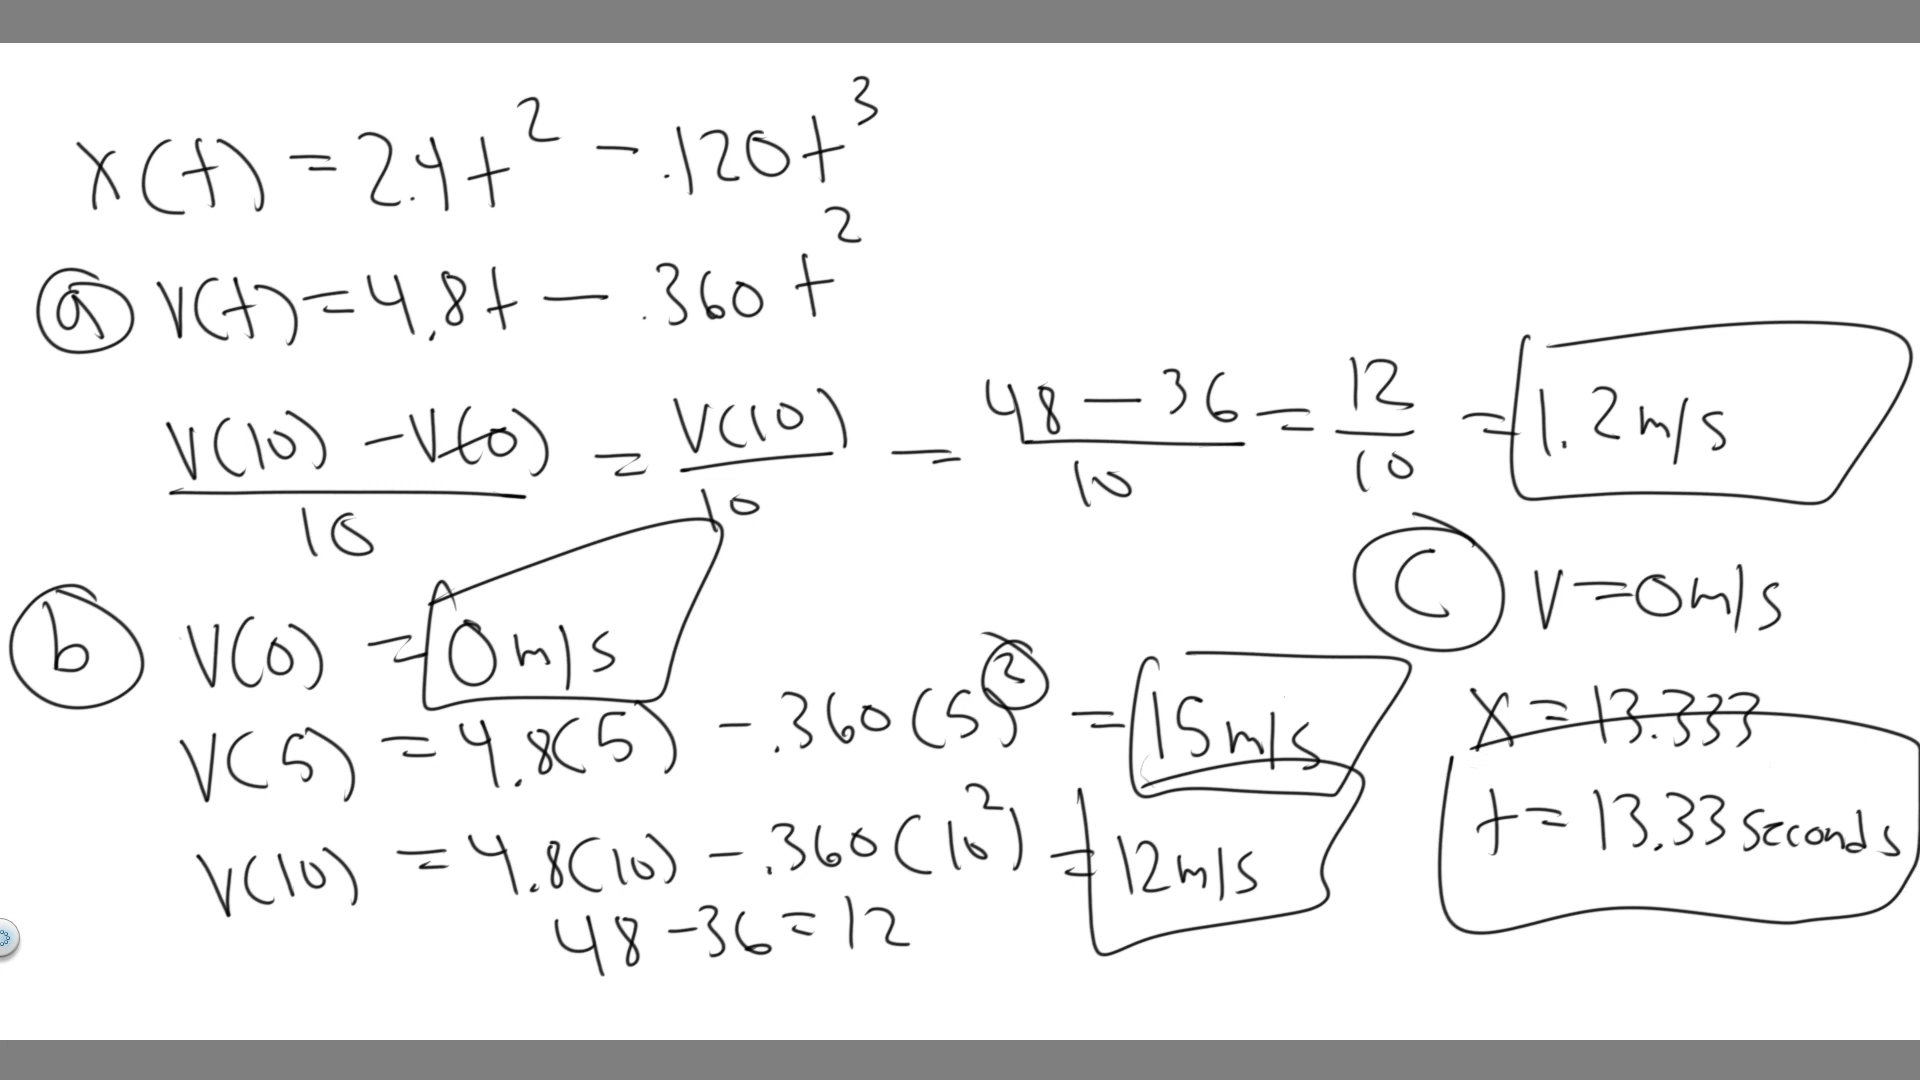 x(t) = 2.4t² - .120t³
a v(t) = 4.8t - .360t²
v(10) - v(0) / 10 = v(10) / 10 = 48 - 36 / 10 = 12 / 10 = 1.2 m/s
b v(0) = 0 m/s
v(5) = 4.8(5) - .360(5)² = 15 m/s
v(10) = 4.8(10) - .360(10²) = 12 m/s
48 - 36 = 12
c v = 0 m/s
x = 13.333
t = 13.33 seconds